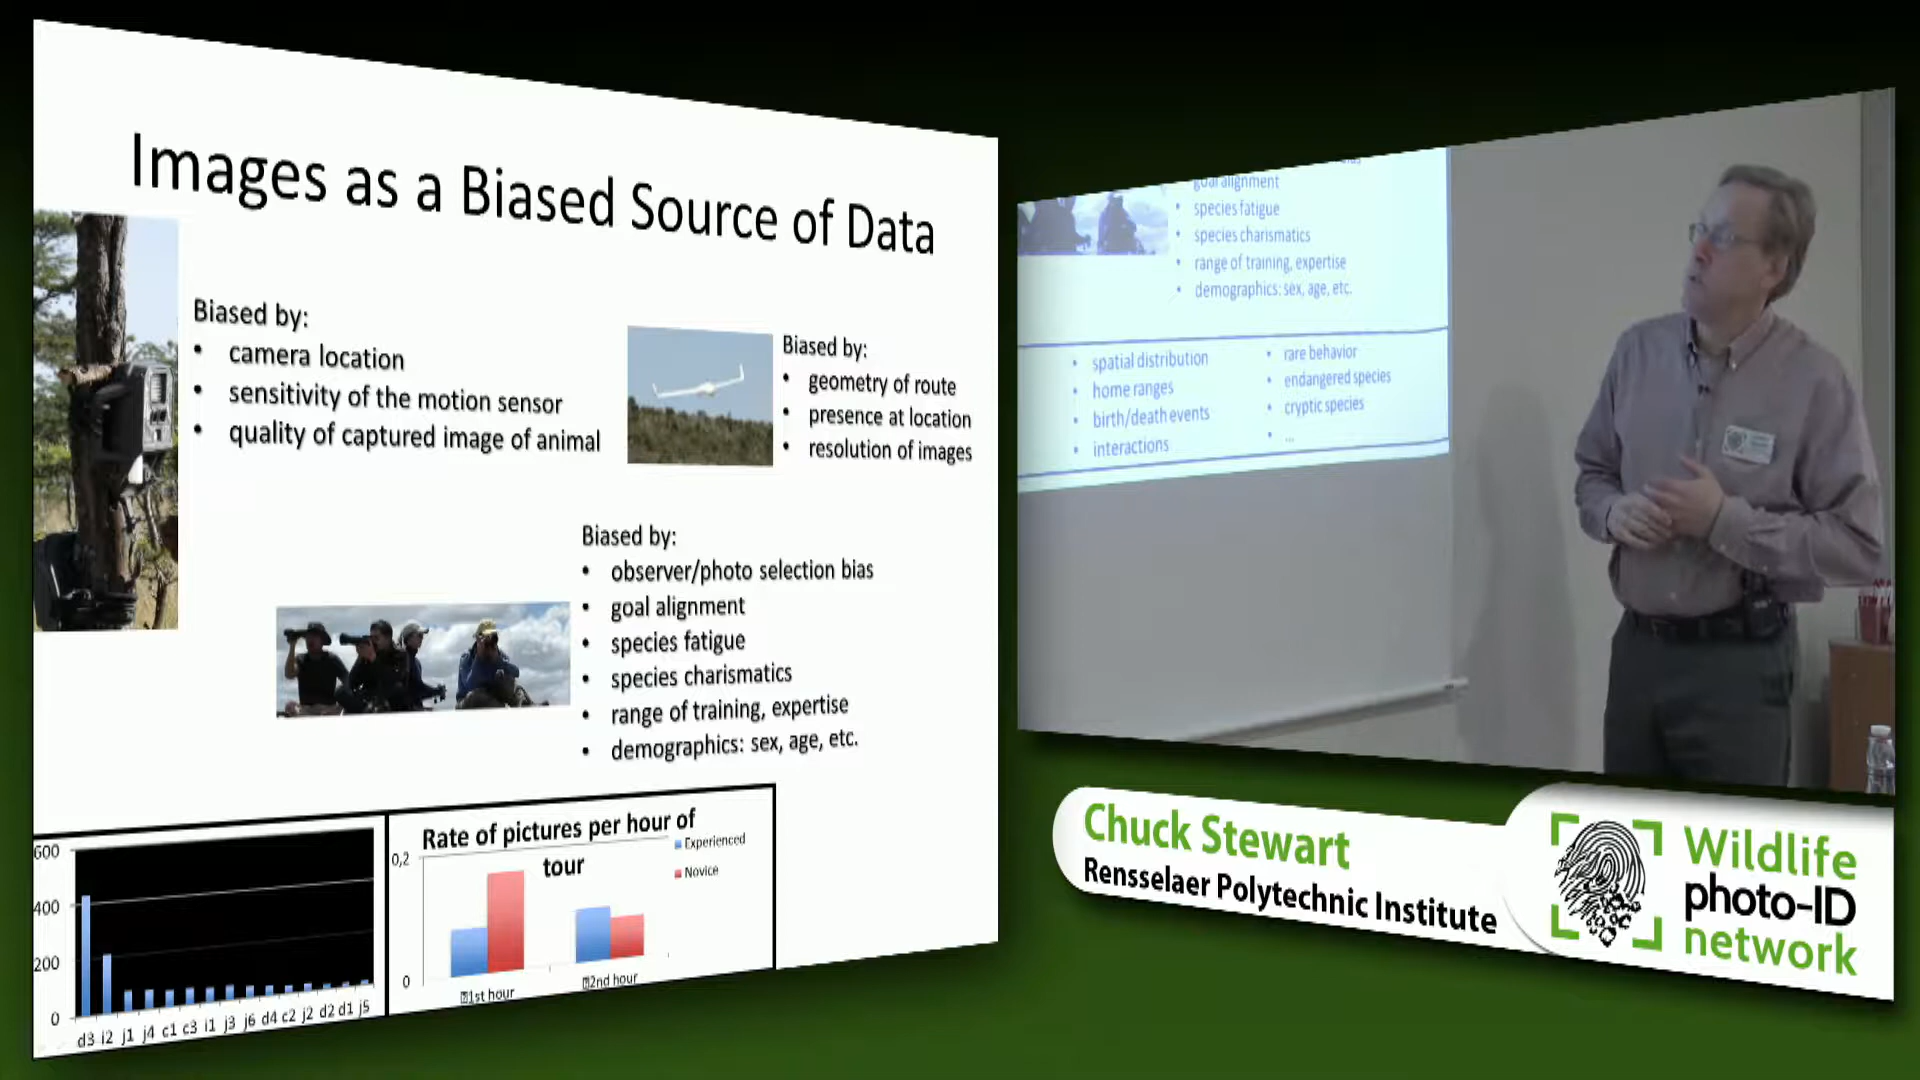 Images as a Biased Source of Data
Biased by:
• camera location
• sensitivity of the motion sensor
• quality of captured image of animal
Biased by:
• geometry of route
• presence at location
• resolution of images
Biased by:
• observer/photo selection bias
• goal alignment
• species fatigue
• species charismatics
• range of training, expertise
• demographics: sex, age, etc.
600
400
200
0
d3 i2 j1 j4 c1 c3 i1 j3 j6 d4 c2 j2 d2 d1 j5
Rate of pictures per hour of
tour
0,2
0
Experienced
Novice
1st hour
2nd hour
goal alignment
• species fatigue
• species charismatics
• range of training, expertise
• demographics: sex, age, etc.
• spatial distribution
• home ranges
• birth/death events
• interactions
• rare behavior
• endangered species
• cryptic species
• ...
Chuck Stewart
Rensselaer Polytechnic Institute
Wildlife
photo-ID
network